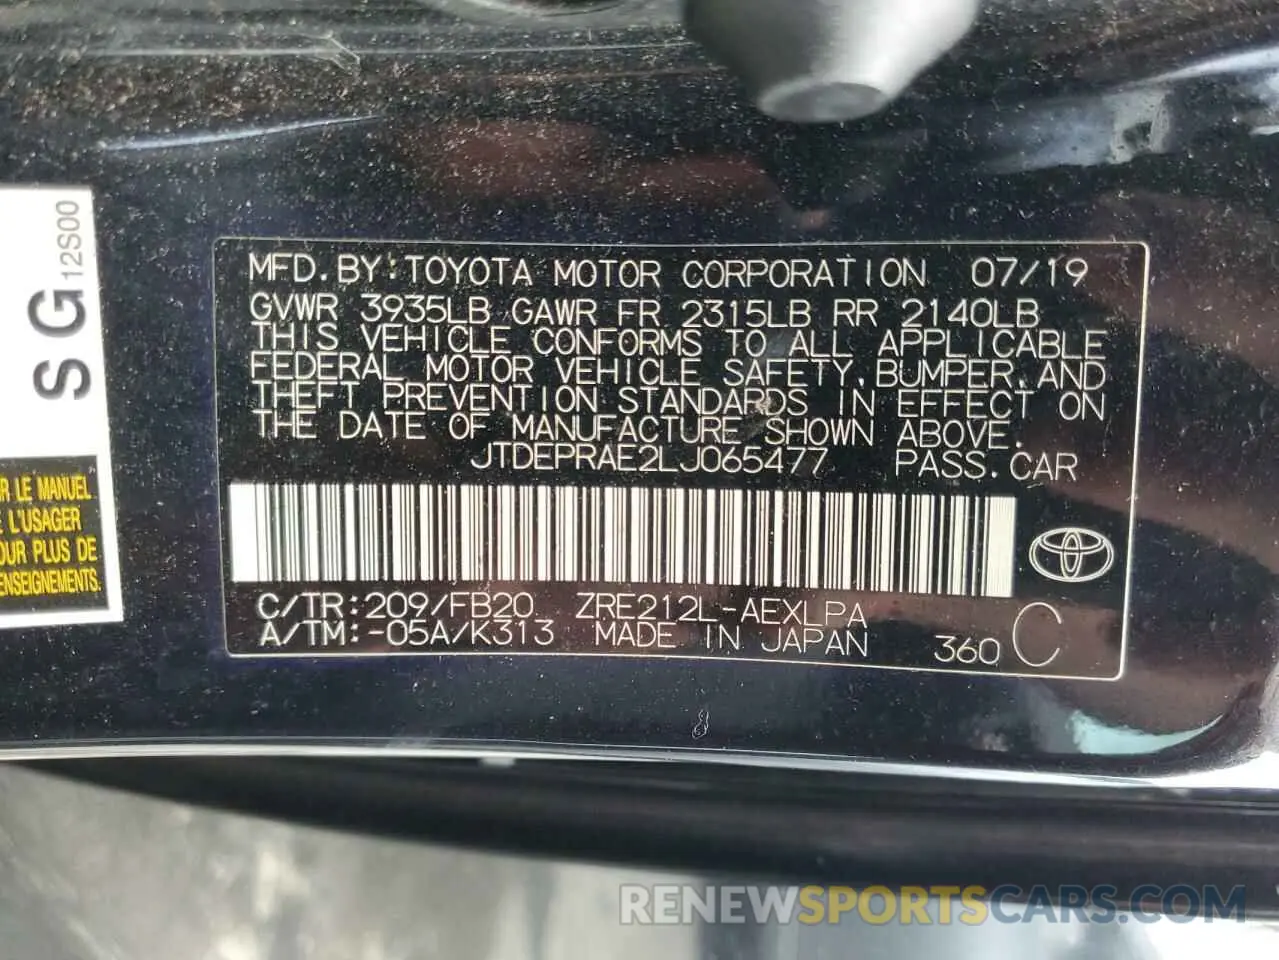 SG12S00
R LE MANUEL
E L'USAGER
OUR PLUS DE
ENSEIGNEMENTS.
MFD.BY:TOYOTA MOTOR CORPORATION 07/19
GVWR 3935LB GAWR FR 2315LB RR 2140LB
THIS VEHICLE CONFORMS TO ALL APPLICABLE
FEDERAL MOTOR VEHICLE SAFETY,BUMPER,AND
THEFT PREVENTION STANDARDS IN EFFECT ON
THE DATE OF MANUFACTURE SHOWN ABOVE.
JTDEPRAE2LJ065477 PASS.CAR
C/TR:209/FB20 ZRE212L-AEXLPA
A/TM:-05A/K313 MADE IN JAPAN 360 C
RENEWSPORTSCARS.COM